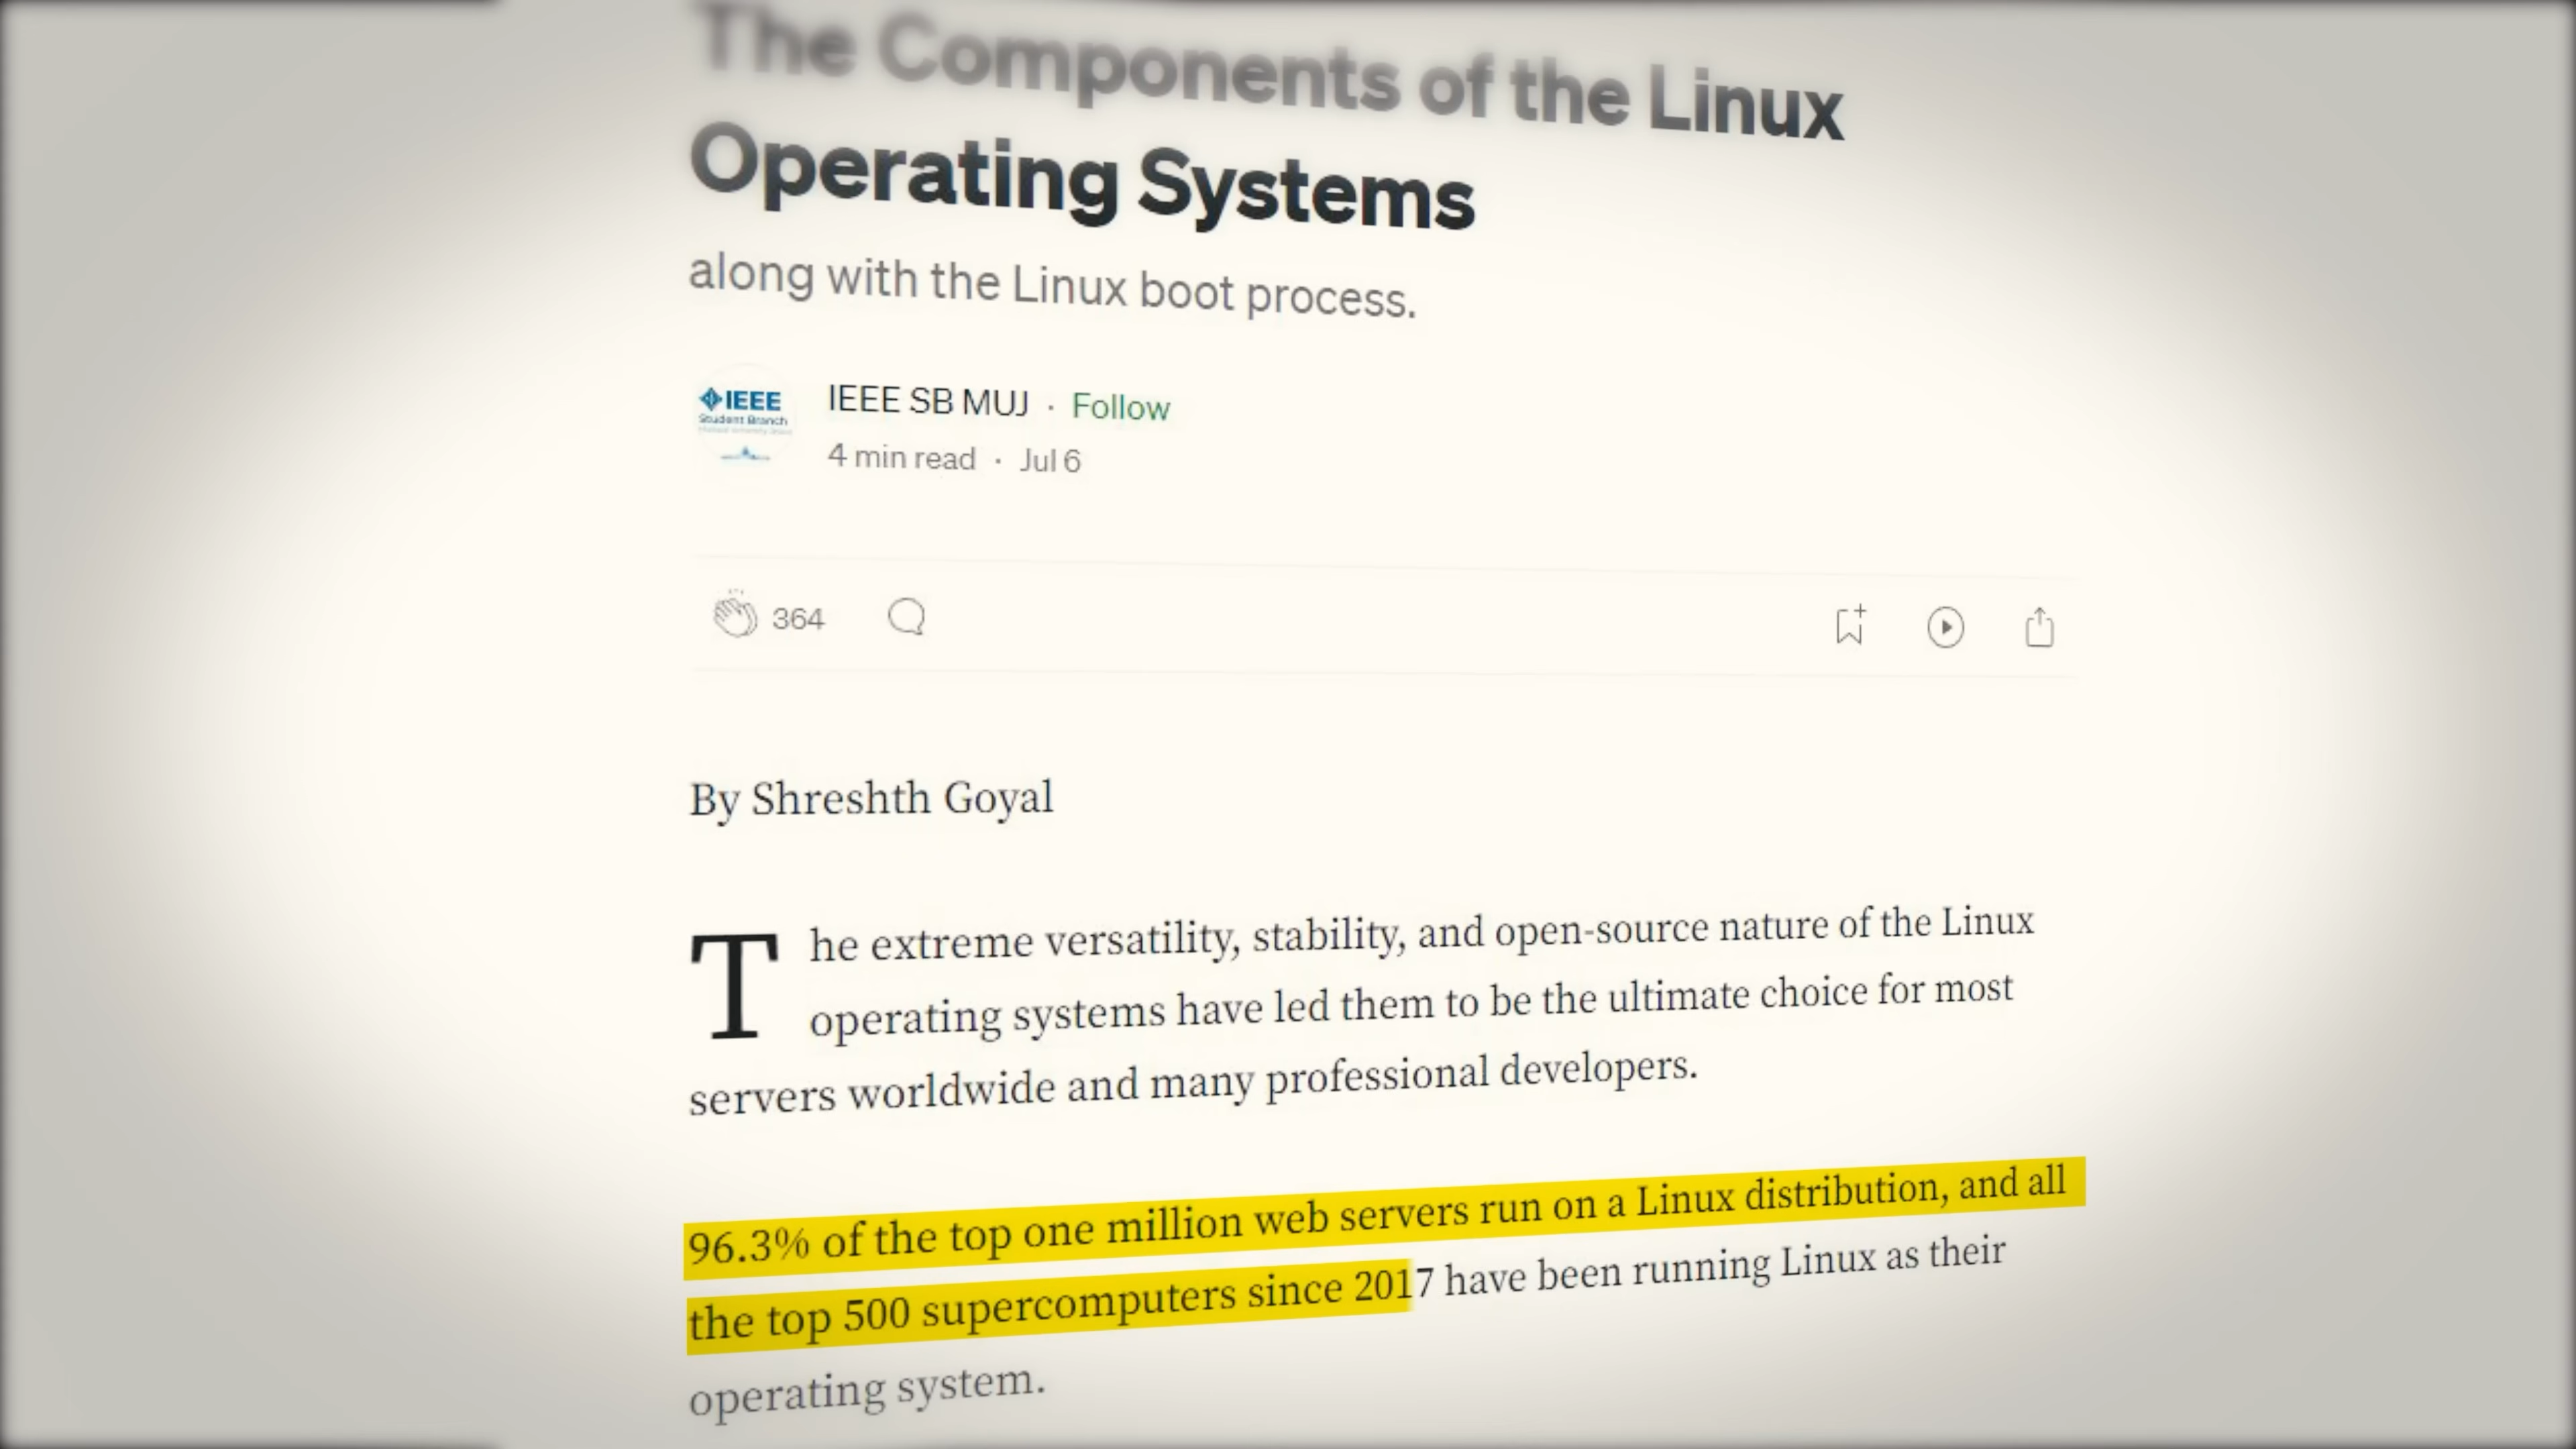 The Components of the Linux
Operating Systems
along with the Linux boot process.
IEEE
Student Branch
IEEE SB MUJ · Follow
4 min read · Jul 6
364
By Shreshth Goyal
The extreme versatility, stability, and open-source nature of the Linux
operating systems have led them to be the ultimate choice for most
servers worldwide and many professional developers.
96.3% of the top one million web servers run on a Linux distribution, and all
the top 500 supercomputers since 2017 have been running Linux as their
operating system.